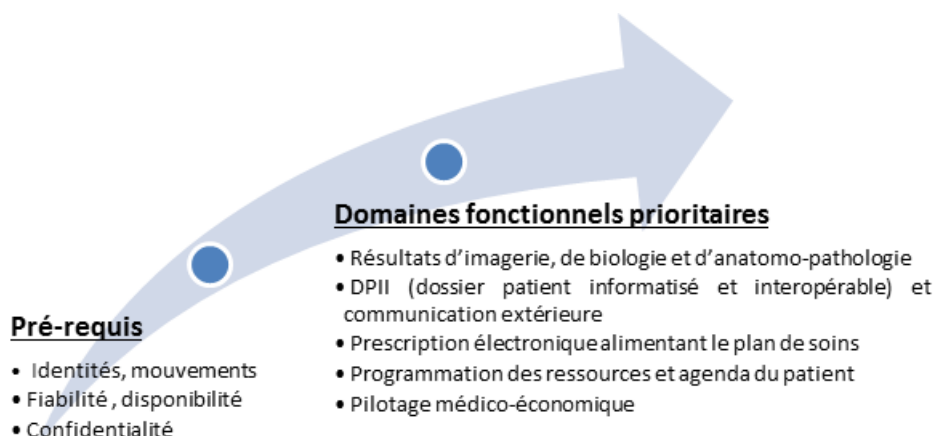 Domaines fonctionnels prioritaires
• Résultats d'imagerie, de biologie et d'anatomo-pathologie
• DPII (dossier patient informatisé et interopérable) et
communication extérieure
• Prescription électronique alimentant le plan de soins
• Programmation des ressources et agenda du patient
• Pilotage médico-économique
Pré-requis
• Identités, mouvements
• Fiabilité , disponibilité
• Confidentialité